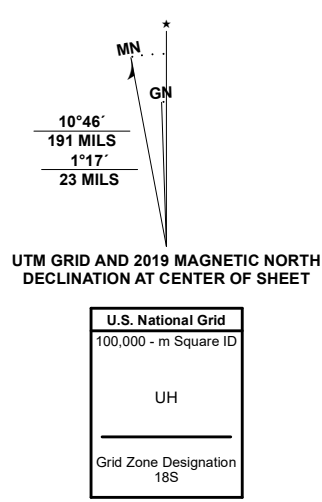 MN
GN
10°46´
191 MILS
1°17´
23 MILS
UTM GRID AND 2019 MAGNETIC NORTH
DECLINATION AT CENTER OF SHEET
U.S. National Grid
100,000 - m Square ID
UH
Grid Zone Designation
18S